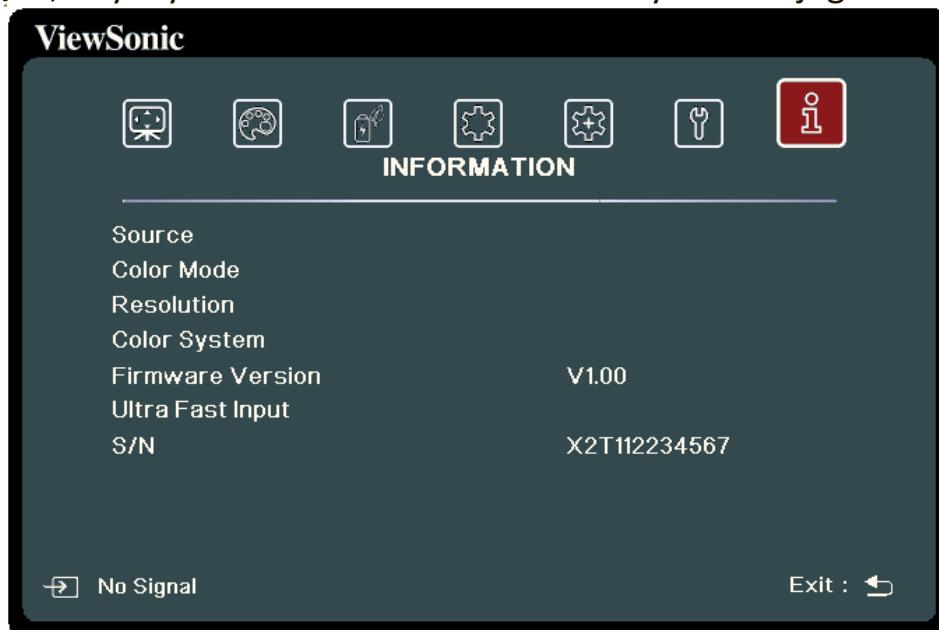 ViewSonic
INFORMATION
Source
Color Mode
Resolution
Color System
Firmware Version V1.00
Ultra Fast Input
S/N X2T112234567
No Signal Exit :